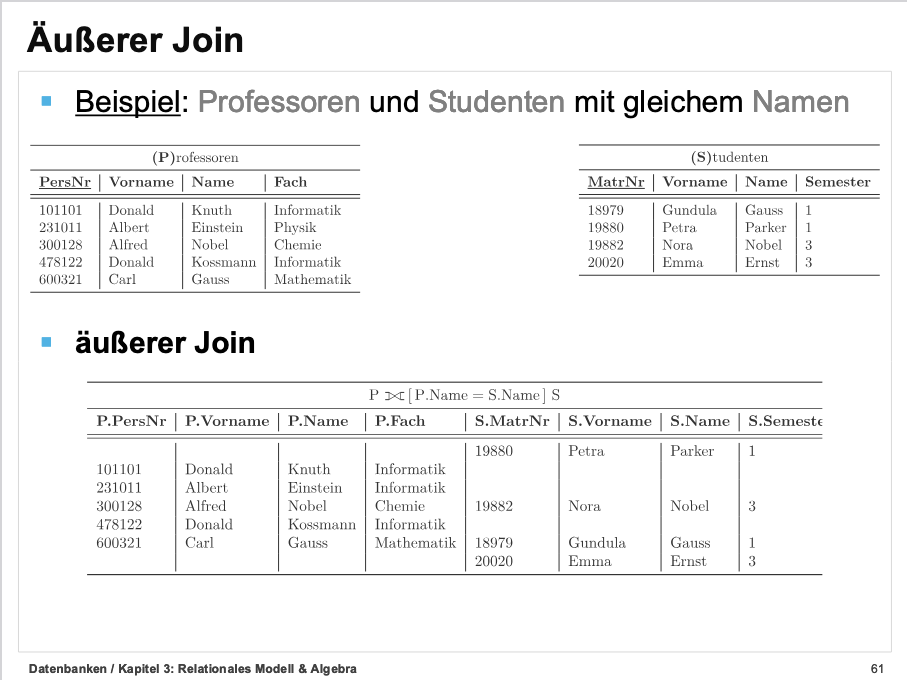 Äußerer Join
Beispiel: Professoren und Studenten mit gleichem Namen
(P)rofessoren
PersNr Vorname Name Fach
101101 Donald Knuth Informatik
231011 Albert Einstein Physik
300128 Alfred Nobel Chemie
478122 Donald Kossmann Informatik
600321 Carl Gauss Mathematik
(S)tudenten
MatrNr Vorname Name Semester
18979 Gundula Gauss 1
19880 Petra Parker 1
19882 Nora Nobel 3
20020 Emma Ernst 3
äußerer Join
P ⟗ [ P.Name = S.Name ] S
P.PersNr P.Vorname P.Name P.Fach S.MatrNr S.Vorname S.Name S.Semeste
19880 Petra Parker 1
101101 Donald Knuth Informatik
231011 Albert Einstein Informatik
300128 Alfred Nobel Chemie 19882 Nora Nobel 3
478122 Donald Kossmann Informatik
600321 Carl Gauss Mathematik 18979 Gundula Gauss 1
20020 Emma Ernst 3
Datenbanken / Kapitel 3: Relationales Modell & Algebra
61